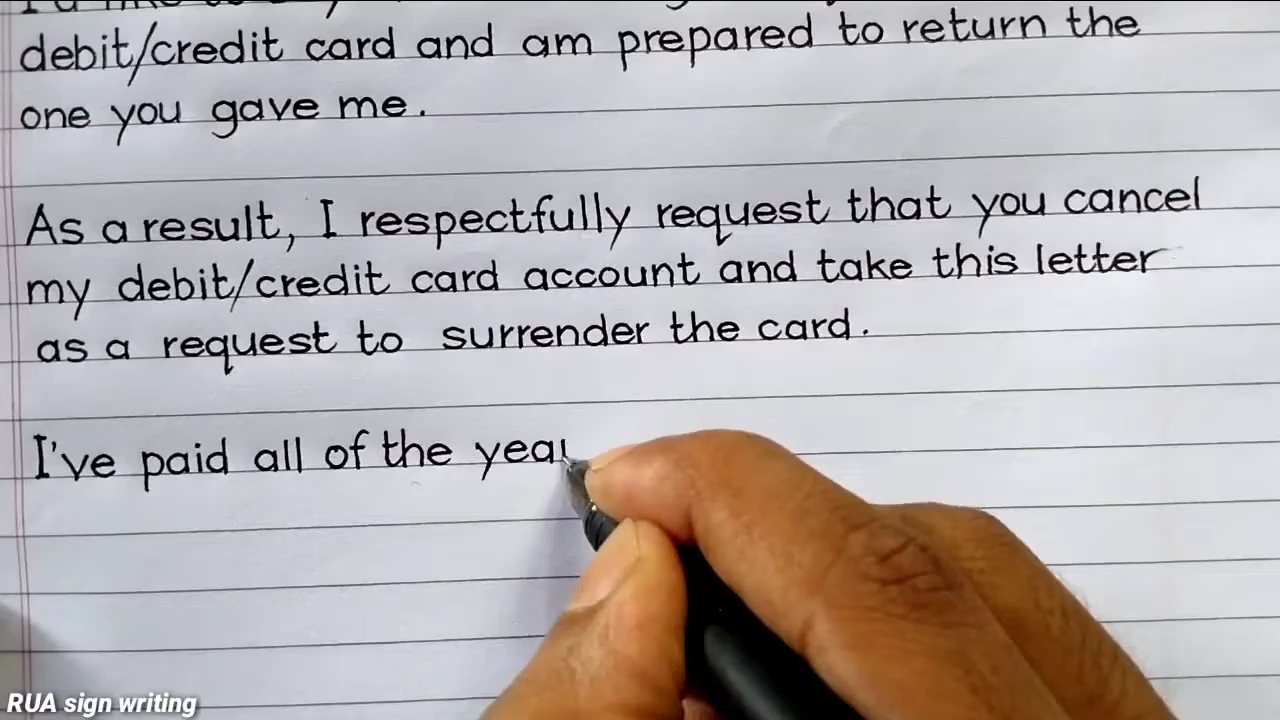 debit/credit card and am prepared to return the
one you gave me.
As a result, I respectfully request that you cancel
my debit/credit card account and take this letter
as a request to surrender the card.
I've paid all of the
RUA sign writing